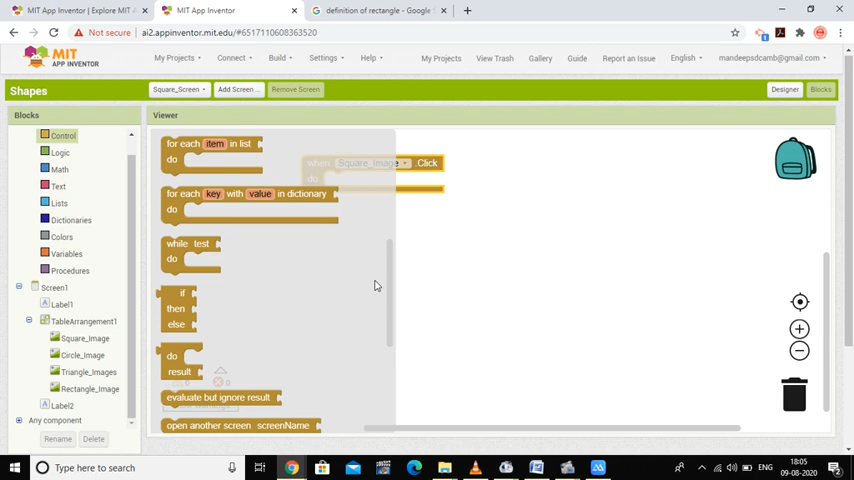 MIT App Inventor | Explore MIT A
MIT App Inventor
definition of rectangle - Google S
Not secure | ai2.appinventor.mit.edu/#6517110608363520
MIT
APP INVENTOR
My Projects
Connect
Build
Settings
Help
My Projects
View Trash
Gallery
Guide
Report an Issue
English
mandeepsdcamb@gmail.com
Shapes
Square_Screen
Add Screen ...
Remove Screen
Designer
Blocks
Blocks
Viewer
Control
Logic
Math
Text
Lists
Dictionaries
Colors
Variables
Procedures
Screen1
Label1
TableArrangement1
Square_Image
Circle_Image
Triangle_Images
Rectangle_Image
Label2
Any component
Rename
Delete
for each item in list
do
for each key with value in dictionary
do
while test
do
if
then
else
do
result
evaluate but ignore result
open another screen screenName
when Square_Image .Click
do
0
0
Type here to search
ENG
18:05
09-08-2020
2